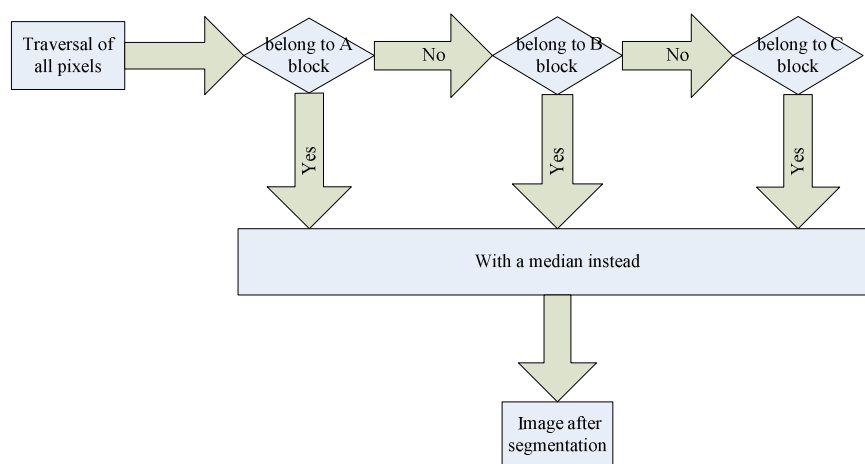 Traversal of
all pixels
belong to A
block
No
belong to B
block
No
belong to C
block
Yes
Yes
Yes
With a median instead
Image after
segmentation